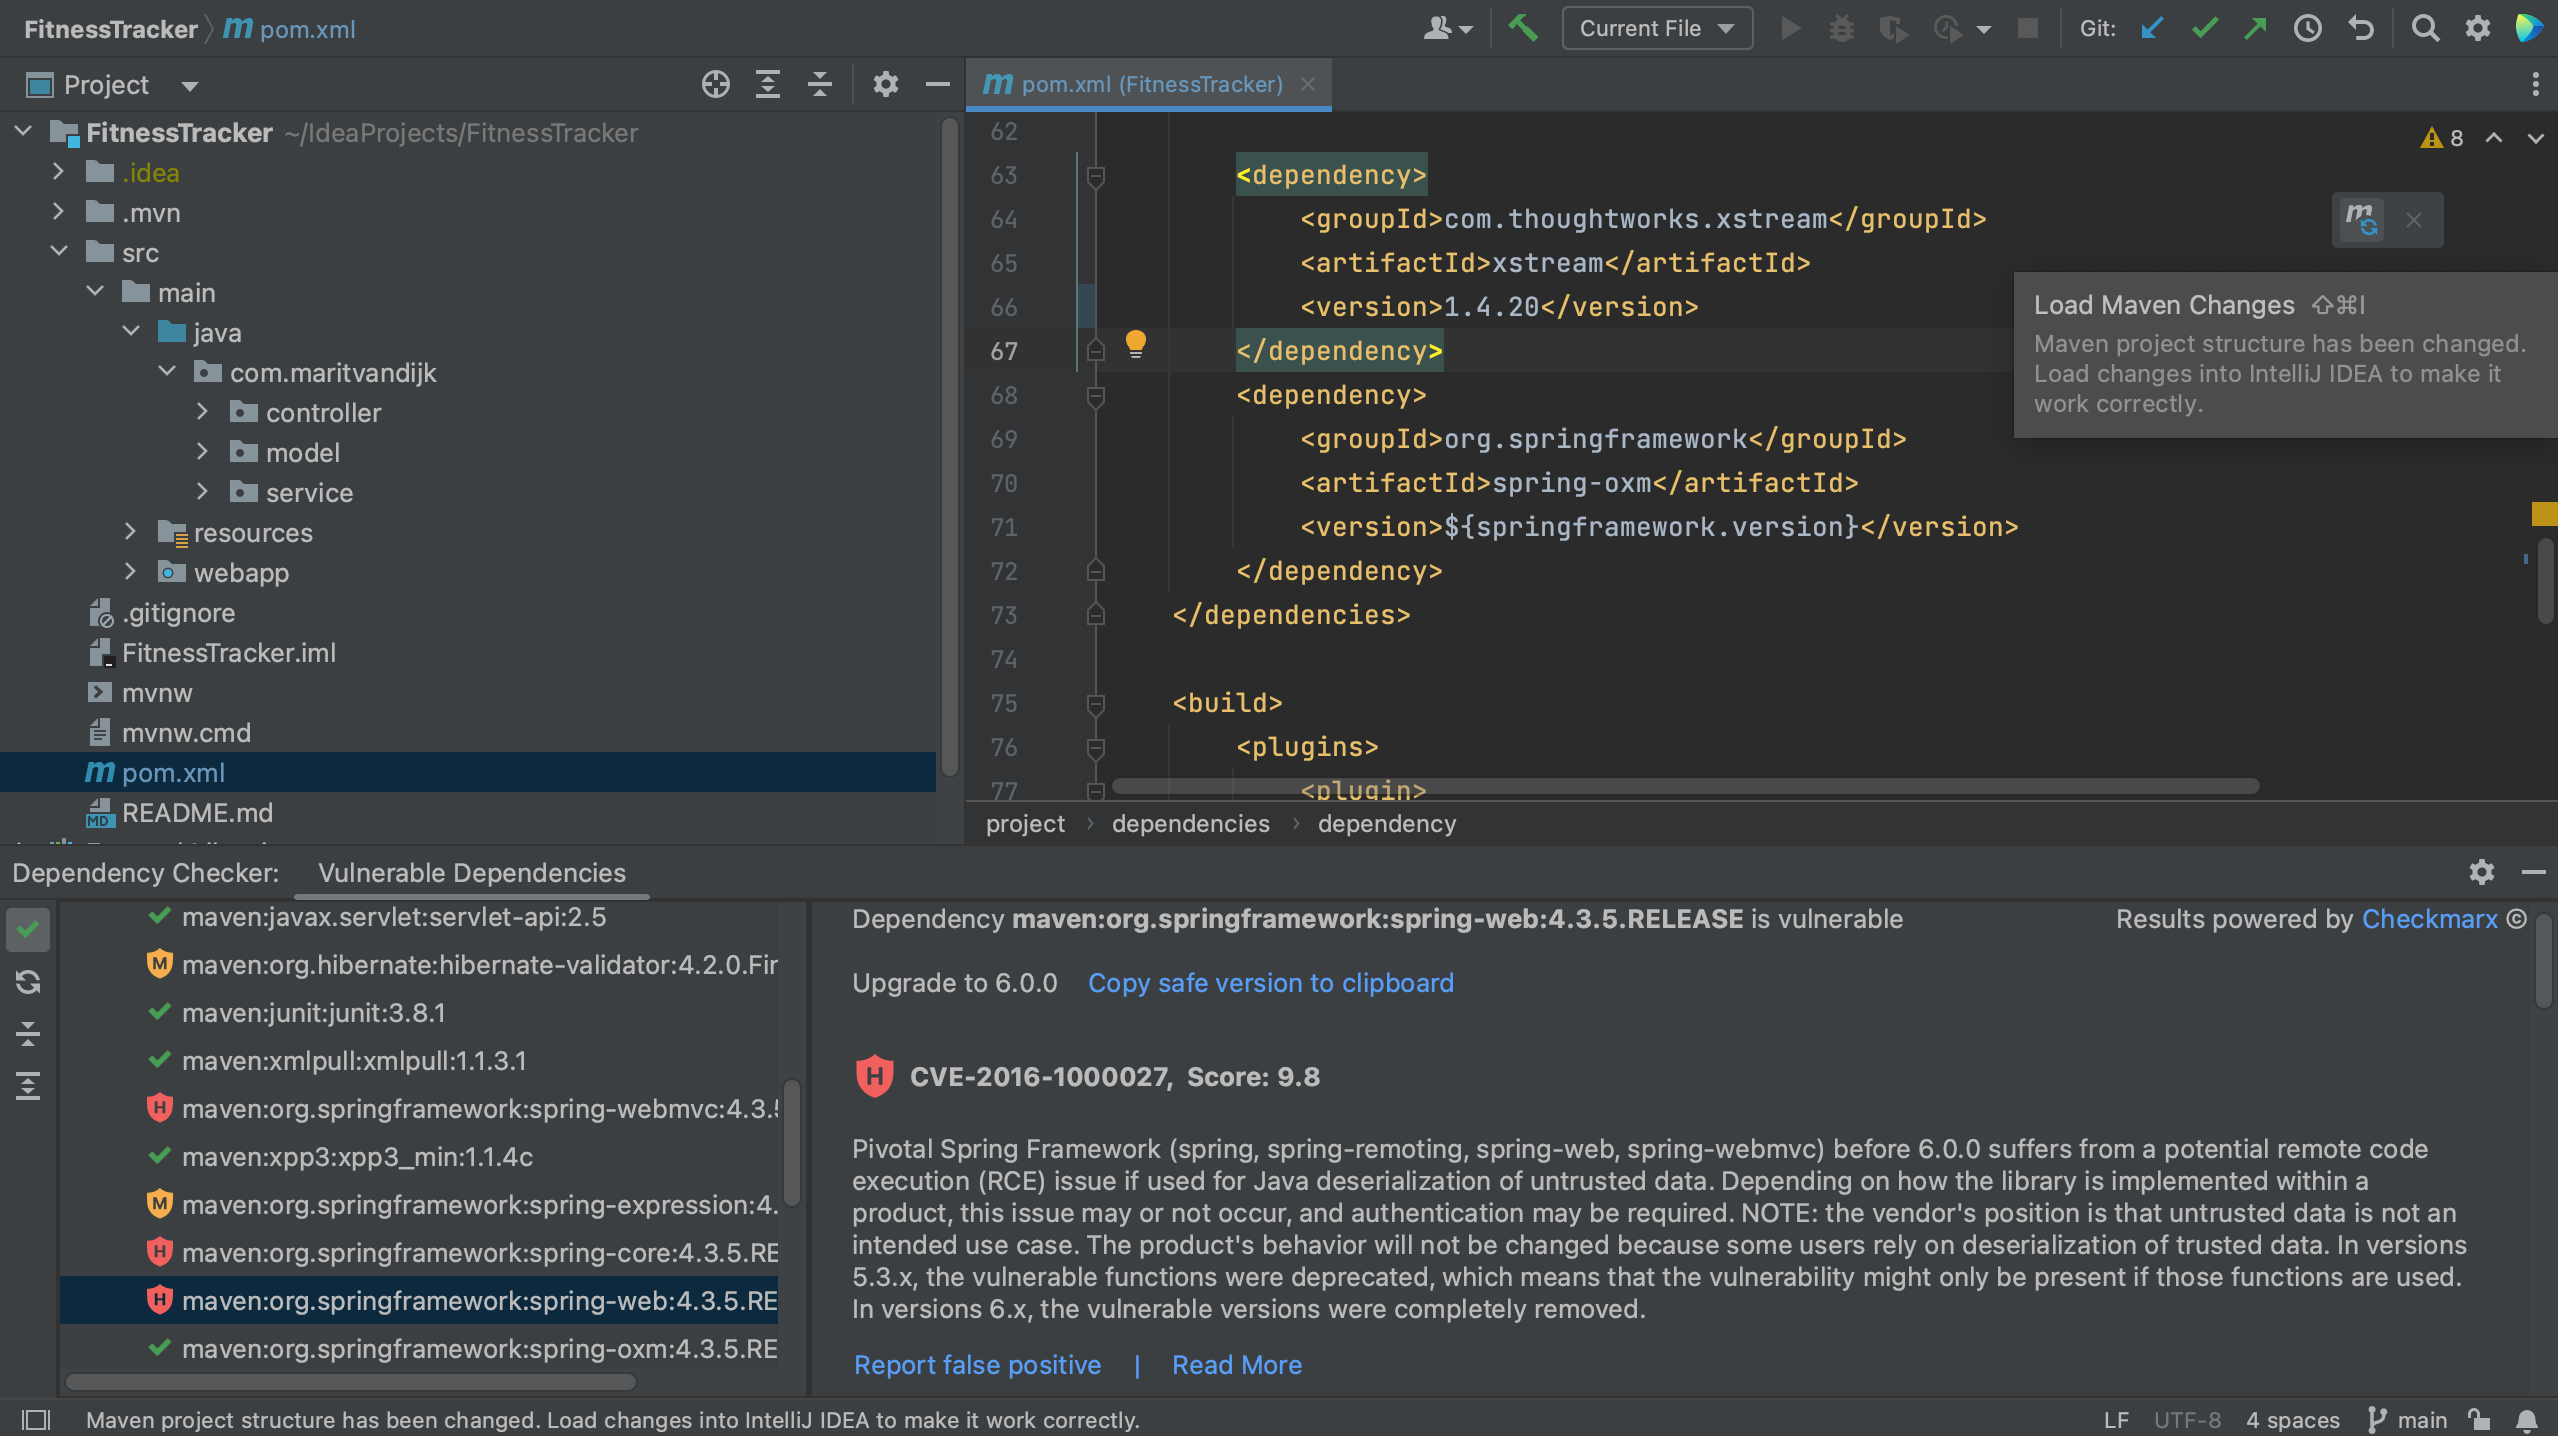 FitnessTracker
pom.xml
Current File
Git:
Project
pom.xml (FitnessTracker)
FitnessTracker ~/IdeaProjects/FitnessTracker
.idea
.mvn
src
main
java
com.maritvandijk
controller
model
service
resources
webapp
.gitignore
FitnessTracker.iml
mvnw
mvnw.cmd
pom.xml
README.md
8
62
63 <dependency>
64 <groupId>com.thoughtworks.xstream</groupId>
65 <artifactId>xstream</artifactId>
66 <version>1.4.20</version>
67 </dependency>
68 <dependency>
69 <groupId>org.springframework</groupId>
70 <artifactId>spring-oxm</artifactId>
71 <version>${springframework.version}</version>
72 </dependency>
73 </dependencies>
74
75 <build>
76 <plugins>
77 <plugin>
Load Maven Changes ⇧⌘I
Maven project structure has been changed.
Load changes into IntelliJ IDEA to make it
work correctly.
project › dependencies › dependency
Dependency Checker: Vulnerable Dependencies
maven:javax.servlet:servlet-api:2.5
M maven:org.hibernate:hibernate-validator:4.2.0.Fir
maven:junit:junit:3.8.1
maven:xmlpull:xmlpull:1.1.3.1
H maven:org.springframework:spring-webmvc:4.3.5
maven:xpp3:xpp3_min:1.1.4c
M maven:org.springframework:spring-expression:4.
H maven:org.springframework:spring-core:4.3.5.RE
H maven:org.springframework:spring-web:4.3.5.RE
maven:org.springframework:spring-oxm:4.3.5.RE
Dependency maven:org.springframework:spring-web:4.3.5.RELEASE is vulnerable
Results powered by Checkmarx ©
Upgrade to 6.0.0 Copy safe version to clipboard
H CVE-2016-1000027, Score: 9.8
Pivotal Spring Framework (spring, spring-remoting, spring-web, spring-webmvc) before 6.0.0 suffers from a potential remote code
execution (RCE) issue if used for Java deserialization of untrusted data. Depending on how the library is implemented within a
product, this issue may or not occur, and authentication may be required. NOTE: the vendor's position is that untrusted data is not an
intended use case. The product's behavior will not be changed because some users rely on deserialization of trusted data. In versions
5.3.x, the vulnerable functions were deprecated, which means that the vulnerability might only be present if those functions are used.
In versions 6.x, the vulnerable versions were completely removed.
Report false positive | Read More
Maven project structure has been changed. Load changes into IntelliJ IDEA to make it work correctly.
LF UTF-8 4 spaces main